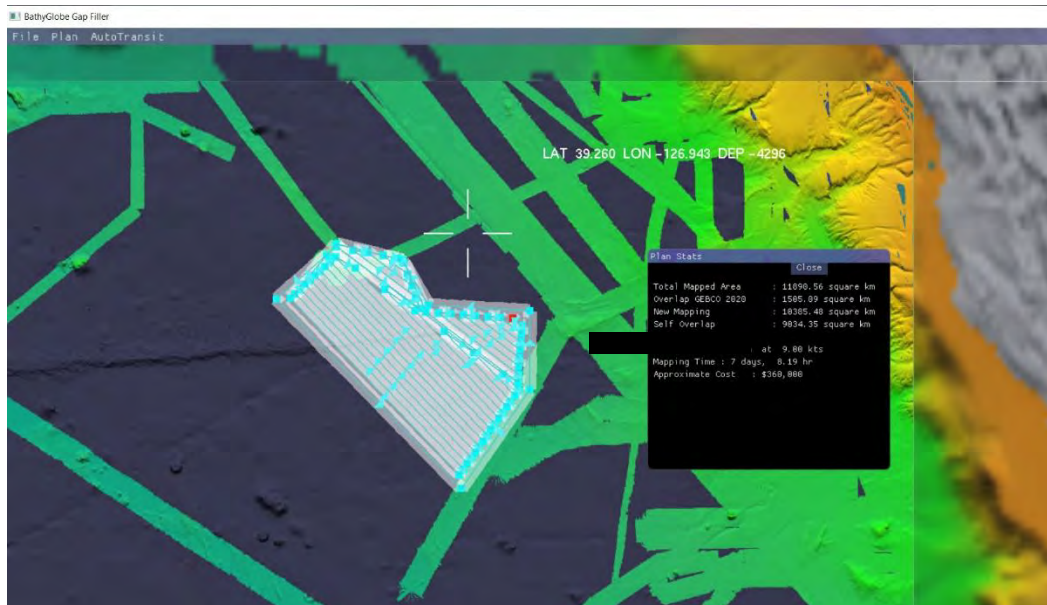 BathyGlobe Gap Filler
File Plan AutoTransit
LAT 39.260 LON -126.943 DEP -4296
Plan Stats
Close
Total Mapped Area : 11890.56 square km
Overlap GEBCO 2020 : 1505.09 square km
New Mapping : 10385.48 square km
Self Overlap : 9034.35 square km
: at 9.00 kts
Mapping Time : 7 days, 8.19 hr
Approximate Cost : $360,000